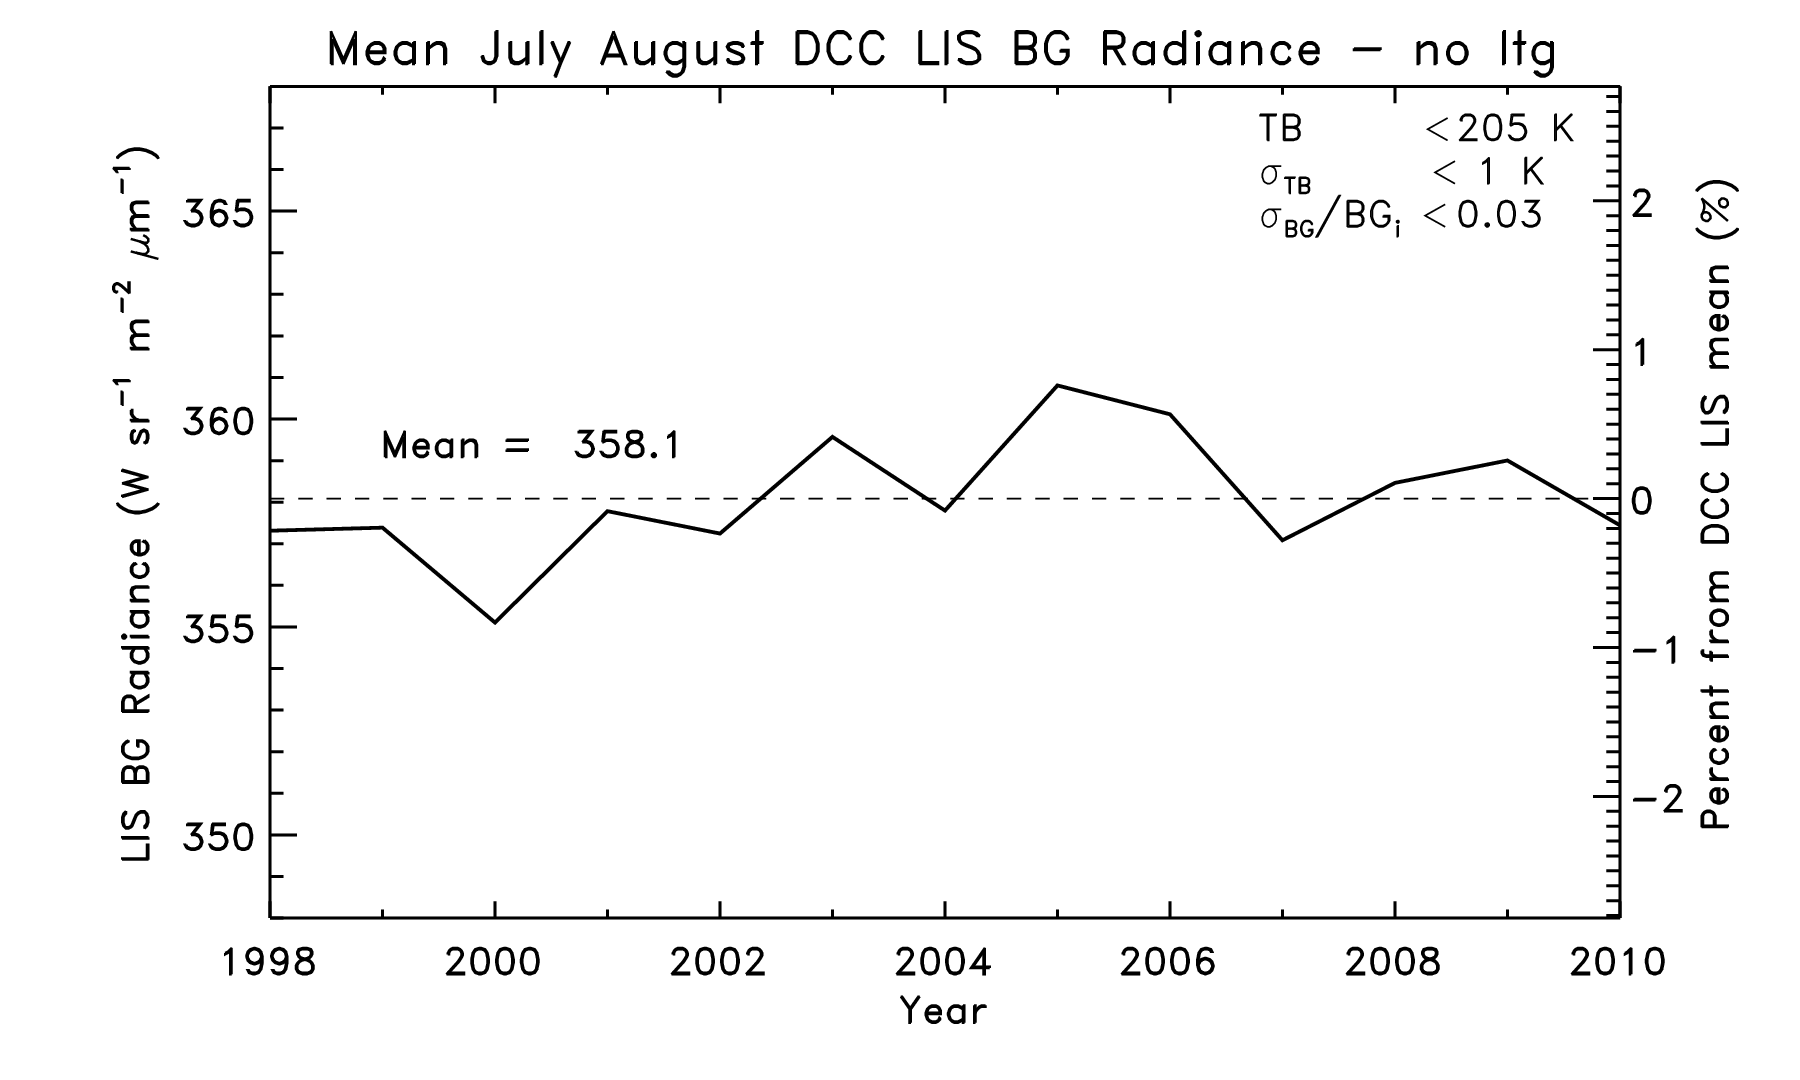 Mean July August DCC LIS BG Radiance − no ltg
TB <205 K
σTB < 1 K
σBG/BGi <0.03
LIS BG Radiance (W sr⁻¹ m⁻² μm⁻¹)
365
360
355
350
Mean = 358.1
2
1
0
−1
−2
Percent from DCC LIS mean (%)
1998 2000 2002 2004 2006 2008 2010
Year